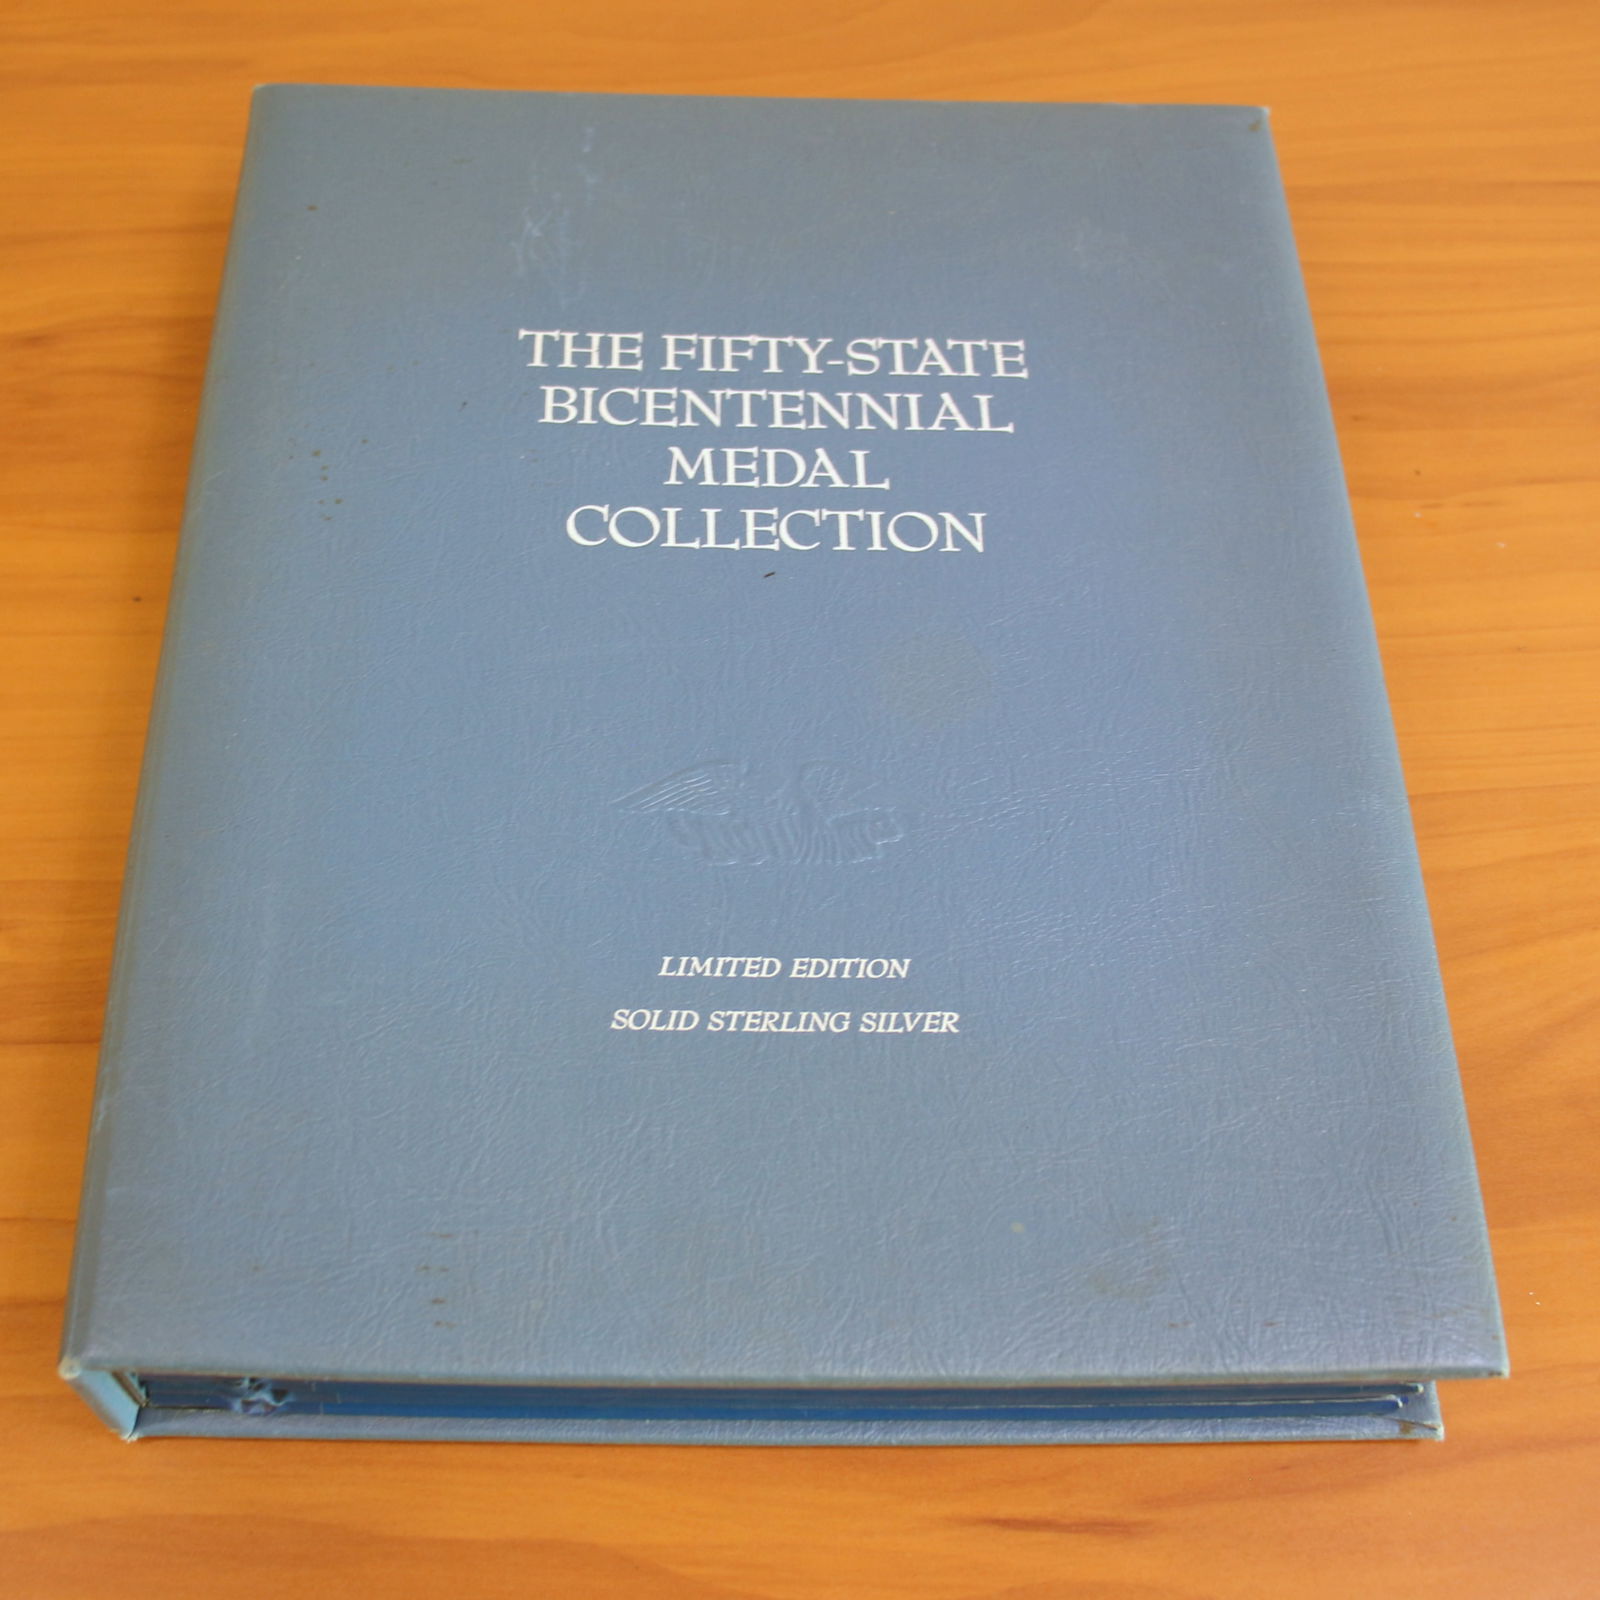 THE FIFTY-STATE
BICENTENNIAL
MEDAL
COLLECTION
LIMITED EDITION
SOLID STERLING SILVER